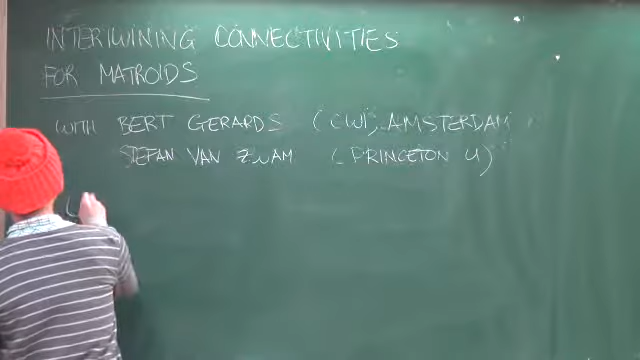 INTERTWINING CONNECTIVITIES
FOR MATROIDS
WITH BERT GERARDS (CWI, AMSTERDAM
STEFAN VAN ZWAM (PRINCETON U)